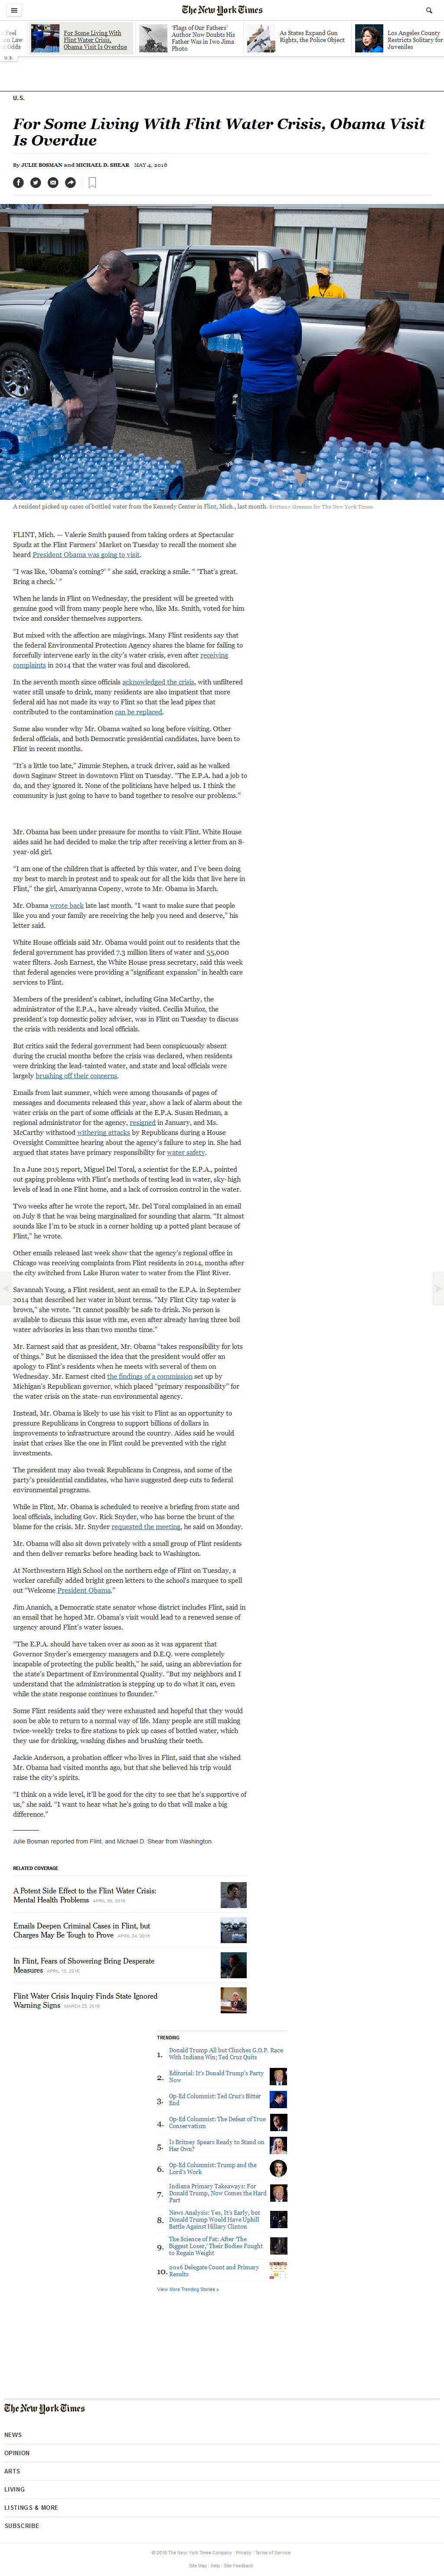 The New York Times
Feel
Law
Odds
For Some Living With
Flint Water Crisis,
Obama Visit Is Overdue
'Flags of Our Fathers'
Author Now Doubts His
Father Was in Iwo Jima
Photo
As States Expand Gun
Rights, the Police Object
Los Angeles County
Restricts Solitary for
Juveniles
U.S.
U.S.
For Some Living With Flint Water Crisis, Obama Visit
Is Overdue
By JULIE BOSMAN and MICHAEL D. SHEAR MAY 4, 2016
A resident picked up cases of bottled water from the Kennedy Center in Flint, Mich., last month. Brittany Greeson for The New York Times
FLINT, Mich. — Valerie Smith paused from taking orders at Spectacular
Spudz at the Flint Farmers' Market on Tuesday to recall the moment she
heard President Obama was going to visit.
“I was like, ‘Obama's coming?’ ” she said, cracking a smile. “ ‘That's great.
Bring a check.’ ”
When he lands in Flint on Wednesday, the president will be greeted with
genuine good will from many people here who, like Ms. Smith, voted for him
twice and consider themselves supporters.
But mixed with the affection are misgivings. Many Flint residents say that
the federal Environmental Protection Agency shares the blame for failing to
forcefully intervene early in the city's water crisis, even after receiving
complaints in 2014 that the water was foul and discolored.
In the seventh month since officials acknowledged the crisis, with unfiltered
water still unsafe to drink, many residents are also impatient that more
federal aid has not made its way to Flint so that the lead pipes that
contributed to the contamination can be replaced.
Some also wonder why Mr. Obama waited so long before visiting. Other
federal officials, and both Democratic presidential candidates, have been to
Flint in recent months.
“It's a little too late,” Jimmie Stephen, a truck driver, said as he walked
down Saginaw Street in downtown Flint on Tuesday. “The E.P.A. had a job to
do and they ignored it. None of the politicians have helped us. I think the
community is just going to have to band together to resolve our problems.”
Mr. Obama has been under pressure for months to visit Flint. White House
aides said he had decided to make the trip after receiving a letter from an 8-
year-old girl.
“I am one of the children that is affected by this water, and I've been doing
my best to march in protest and to speak out for all the kids that live here in
Flint,” the girl, Amariyanna Copeny, wrote to Mr. Obama in March.
Mr. Obama wrote back late last month. “I want to make sure that people
like you and your family are receiving the help you need and deserve,” his
letter said.
White House officials said Mr. Obama would point out to residents that the
federal government has provided 7.3 million liters of water and 55,000
water filters. Josh Earnest, the White House press secretary, said this week
that federal agencies were providing a “significant expansion” in health care
services to Flint.
Members of the president's cabinet, including Gina McCarthy, the
administrator of the E.P.A., have already visited. Cecilia Muñoz, the
president's top domestic policy adviser, was in Flint on Tuesday to discuss
the crisis with residents and local officials.
But critics said the federal government had been conspicuously absent
during the crucial months before the crisis was declared, when residents
were drinking the lead-tainted water, and state and local officials were
largely brushing off their concerns.
Emails from last summer, which were among thousands of pages of
messages and documents released this year, show a lack of alarm about the
water crisis on the part of some officials at the E.P.A. Susan Hedman, a
regional administrator for the agency, resigned in January, and Ms.
McCarthy withstood withering attacks by Republicans during a House
Oversight Committee hearing about the agency's failure to step in. She had
argued that states have primary responsibility for water safety.
In a June 2015 report, Miguel Del Toral, a scientist for the E.P.A., pointed
out gaping problems with Flint's methods of testing lead in water, sky-high
levels of lead in one Flint home, and a lack of corrosion control in the water.
Two weeks after he wrote the report, Mr. Del Toral complained in an email
on July 8 that he was being marginalized for sounding that alarm. “It almost
sounds like I'm to be stuck in a corner holding up a potted plant because of
Flint,” he wrote.
Other emails released last week show that the agency's regional office in
Chicago was receiving complaints from Flint residents in 2014, months after
the city switched from Lake Huron water to water from the Flint River.
Savannah Young, a Flint resident, sent an email to the E.P.A. in September
2014 that described her water in blunt terms. “My Flint City tap water is
brown,” she wrote. “It cannot possibly be safe to drink. No person is
available to discuss this issue with me, even after already having three boil
water advisories in less than two months time.”
Mr. Earnest said that as president, Mr. Obama “takes responsibility for lots
of things.” But he dismissed the idea that the president would offer an
apology to Flint's residents when he meets with several of them on
Wednesday. Mr. Earnest cited the findings of a commission set up by
Michigan's Republican governor, which placed “primary responsibility” for
the water crisis on the state-run environmental agency.
Instead, Mr. Obama is likely to use his visit to Flint as an opportunity to
pressure Republicans in Congress to support billions of dollars in
improvements to infrastructure around the country. Aides said he would
insist that crises like the one in Flint could be prevented with the right
investments.
The president may also tweak Republicans in Congress, and some of the
party's presidential candidates, who have suggested deep cuts to federal
environmental programs.
While in Flint, Mr. Obama is scheduled to receive a briefing from state and
local officials, including Gov. Rick Snyder, who has borne the brunt of the
blame for the crisis. Mr. Snyder requested the meeting, he said on Monday.
Mr. Obama will also sit down privately with a small group of Flint residents
and then deliver remarks before heading back to Washington.
At Northwestern High School on the northern edge of Flint on Tuesday, a
worker carefully added bright green letters to the school's marquee to spell
out “Welcome President Obama.”
Jim Ananich, a Democratic state senator whose district includes Flint, said in
an email that he hoped Mr. Obama's visit would lead to a renewed sense of
urgency around Flint's water issues.
“The E.P.A. should have taken over as soon as it was apparent that
Governor Snyder's emergency managers and D.E.Q. were completely
incapable of protecting the public health,” he said, using an abbreviation for
the state's Department of Environmental Quality. “But my neighbors and I
understand that the administration is stepping up to do what it can, even
while the state response continues to flounder.”
Some Flint residents said they were exhausted and hopeful that they would
soon be able to return to a normal way of life. Many people are still making
twice-weekly treks to fire stations to pick up cases of bottled water, which
they use for drinking, washing dishes and brushing their teeth.
Jackie Anderson, a probation officer who lives in Flint, said that she wished
Mr. Obama had visited months ago, but that she believed his trip would
raise the city's spirits.
“I think on a wide level, it'll be good for the city to see that he's supportive of
us,” she said. “I want to hear what he's going to do that will make a big
difference.”
Julie Bosman reported from Flint, and Michael D. Shear from Washington
RELATED COVERAGE
A Potent Side Effect to the Flint Water Crisis:
Mental Health Problems APRIL 30, 2016
Emails Deepen Criminal Cases in Flint, but
Charges May Be Tough to Prove APRIL 24, 2016
In Flint, Fears of Showering Bring Desperate
Measures APRIL 13, 2016
Flint Water Crisis Inquiry Finds State Ignored
Warning Signs MARCH 23, 2016
TRENDING
1. Donald Trump All but Clinches G.O.P. Race
With Indiana Win; Ted Cruz Quits
2. Editorial: It's Donald Trump's Party
Now
3. Op-Ed Columnist: Ted Cruz's Bitter
End
4. Op-Ed Columnist: The Defeat of True
Conservatism
5. Is Britney Spears Ready to Stand on
Her Own?
6. Op-Ed Columnist: Trump and the
Lord's Work
7. Indiana Primary Takeaways: For
Donald Trump, Now Comes the Hard
Part
8. News Analysis: Yes, It's Early, but
Donald Trump Would Have Uphill
Battle Against Hillary Clinton
9. The Science of Fat: After 'The
Biggest Loser,' Their Bodies Fought
to Regain Weight
10. 2016 Delegate Count and Primary
Results
View More Trending Stories »
The New York Times
NEWS
OPINION
ARTS
LIVING
LISTINGS & MORE
SUBSCRIBE
© 2016 The New York Times Company | Privacy | Terms of Service
Site Map | Help | Site Feedback